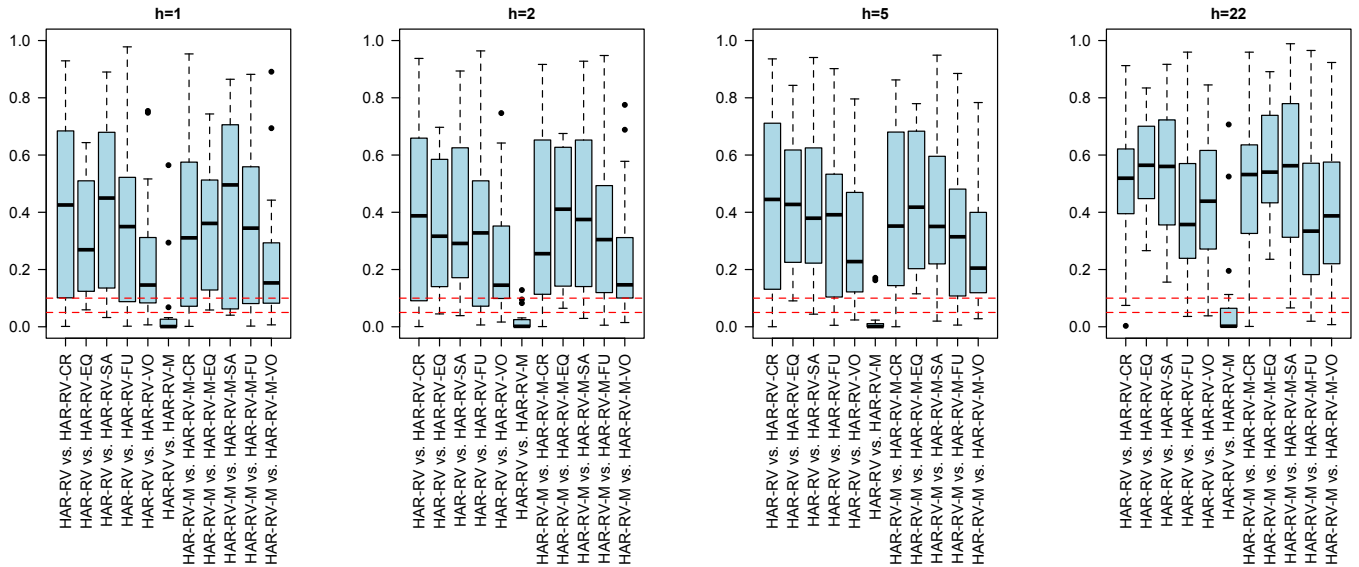 h=1
1.0
0.8
0.6
0.4
0.2
0.0
HAR-RV vs. HAR-RV-CR
HAR-RV vs. HAR-RV-EQ
HAR-RV vs. HAR-RV-SA
HAR-RV vs. HAR-RV-FU
HAR-RV vs. HAR-RV-VO
HAR-RV vs. HAR-RV-M
HAR-RV-M vs. HAR-RV-M-CR
HAR-RV-M vs. HAR-RV-M-EQ
HAR-RV-M vs. HAR-RV-M-SA
HAR-RV-M vs. HAR-RV-M-FU
HAR-RV-M vs. HAR-RV-M-VO
h=2
1.0
0.8
0.6
0.4
0.2
0.0
HAR-RV vs. HAR-RV-CR
HAR-RV vs. HAR-RV-EQ
HAR-RV vs. HAR-RV-SA
HAR-RV vs. HAR-RV-FU
HAR-RV vs. HAR-RV-VO
HAR-RV vs. HAR-RV-M
HAR-RV-M vs. HAR-RV-M-CR
HAR-RV-M vs. HAR-RV-M-EQ
HAR-RV-M vs. HAR-RV-M-SA
HAR-RV-M vs. HAR-RV-M-FU
HAR-RV-M vs. HAR-RV-M-VO
h=5
1.0
0.8
0.6
0.4
0.2
0.0
HAR-RV vs. HAR-RV-CR
HAR-RV vs. HAR-RV-EQ
HAR-RV vs. HAR-RV-SA
HAR-RV vs. HAR-RV-FU
HAR-RV vs. HAR-RV-VO
HAR-RV vs. HAR-RV-M
HAR-RV-M vs. HAR-RV-M-CR
HAR-RV-M vs. HAR-RV-M-EQ
HAR-RV-M vs. HAR-RV-M-SA
HAR-RV-M vs. HAR-RV-M-FU
HAR-RV-M vs. HAR-RV-M-VO
h=22
1.0
0.8
0.6
0.4
0.2
0.0
HAR-RV vs. HAR-RV-CR
HAR-RV vs. HAR-RV-EQ
HAR-RV vs. HAR-RV-SA
HAR-RV vs. HAR-RV-FU
HAR-RV vs. HAR-RV-VO
HAR-RV vs. HAR-RV-M
HAR-RV-M vs. HAR-RV-M-CR
HAR-RV-M vs. HAR-RV-M-EQ
HAR-RV-M vs. HAR-RV-M-SA
HAR-RV-M vs. HAR-RV-M-FU
HAR-RV-M vs. HAR-RV-M-VO